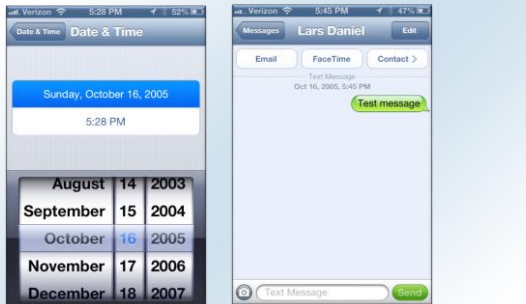 Verizon 5:28 PM 52%
Date & Time Date & Time
Sunday, October 16, 2005
5:28 PM
August 14 2003
September 15 2004
October 16 2005
November 17 2006
December 18 2007
Verizon 5:45 PM 47%
Messages Lars Daniel Edit
Email FaceTime Contact >
Text Message
Oct 16, 2005, 5:45 PM
Test message
Text Message Send